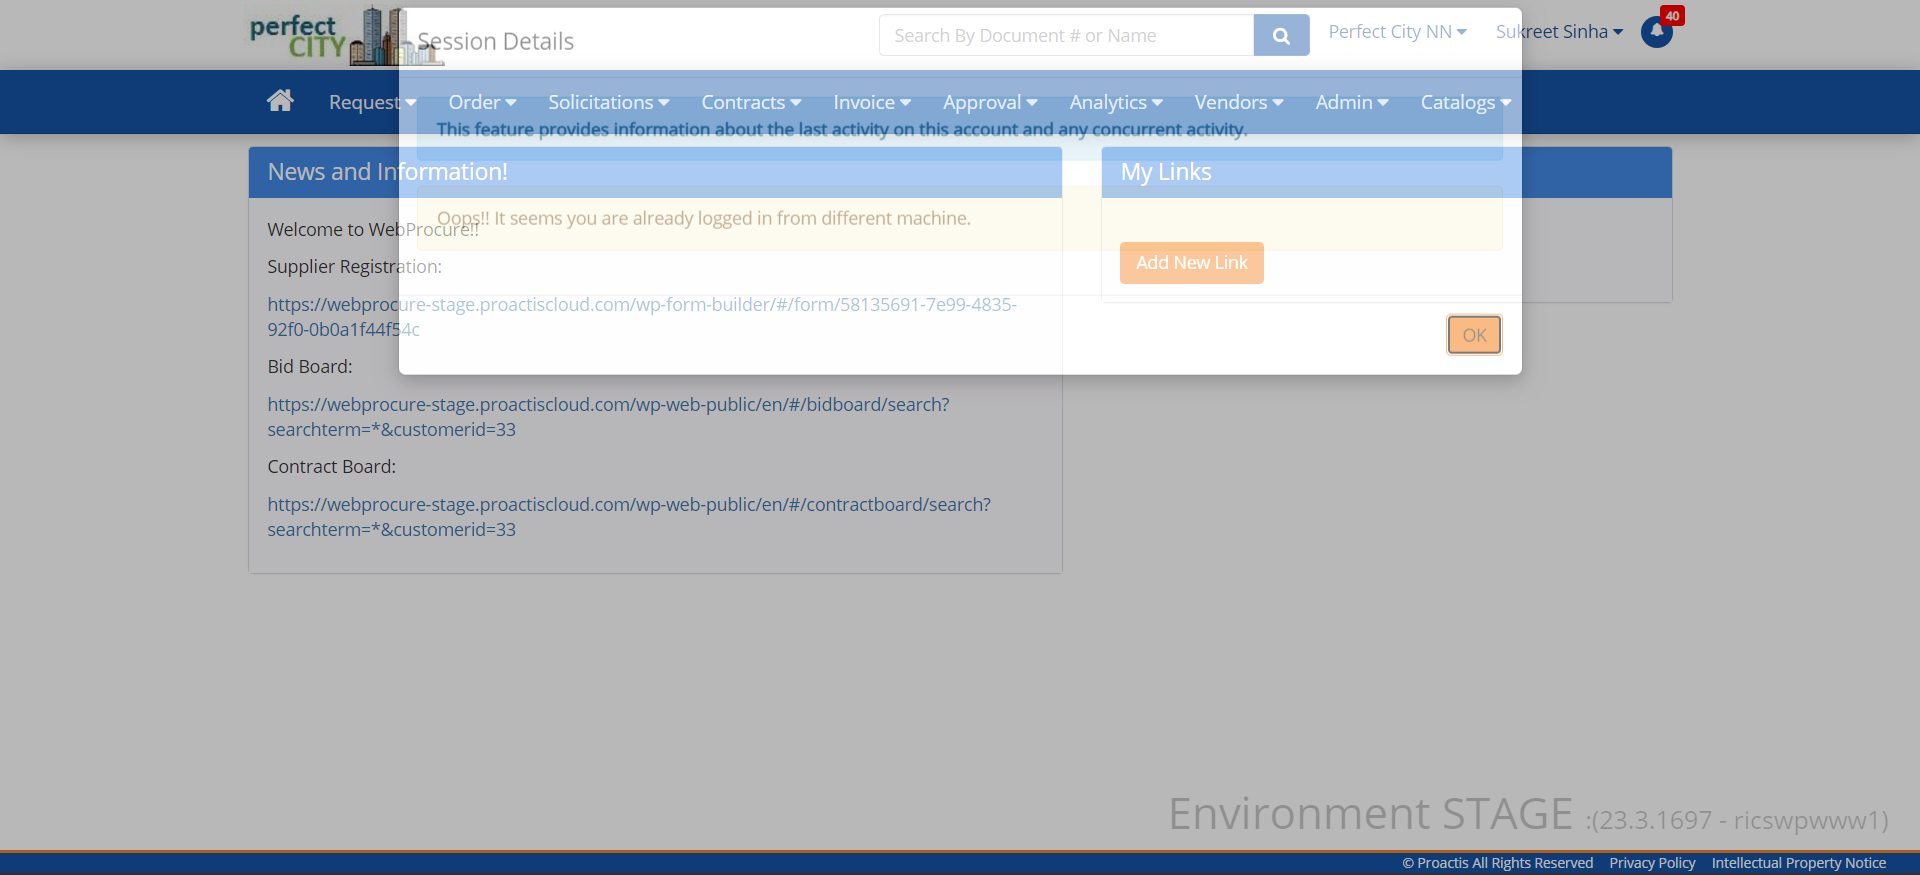 perfect
CITY
Session Details
Search By Document # or Name
Perfect City NN
Sukreet Sinha
40
Request
Order
Solicitations
Contracts
Invoice
Approval
Analytics
Vendors
Admin
Catalogs
This feature provides information about the last activity on this account and any concurrent activity.
News and Information!
My Links
Oops!! It seems you are already logged in from different machine.
Welcome to WebProcure!!
Supplier Registration:
Add New Link
https://webprocure-stage.proactiscloud.com/wp-form-builder/#/form/58135691-7e99-4835-
92f0-0b0a1f44f54c
OK
Bid Board:
https://webprocure-stage.proactiscloud.com/wp-web-public/en/#/bidboard/search?
searchterm=*&customerid=33
Contract Board:
https://webprocure-stage.proactiscloud.com/wp-web-public/en/#/contractboard/search?
searchterm=*&customerid=33
Environment STAGE :(23.3.1697 - ricswpwww1)
© Proactis All Rights Reserved
Privacy Policy
Intellectual Property Notice